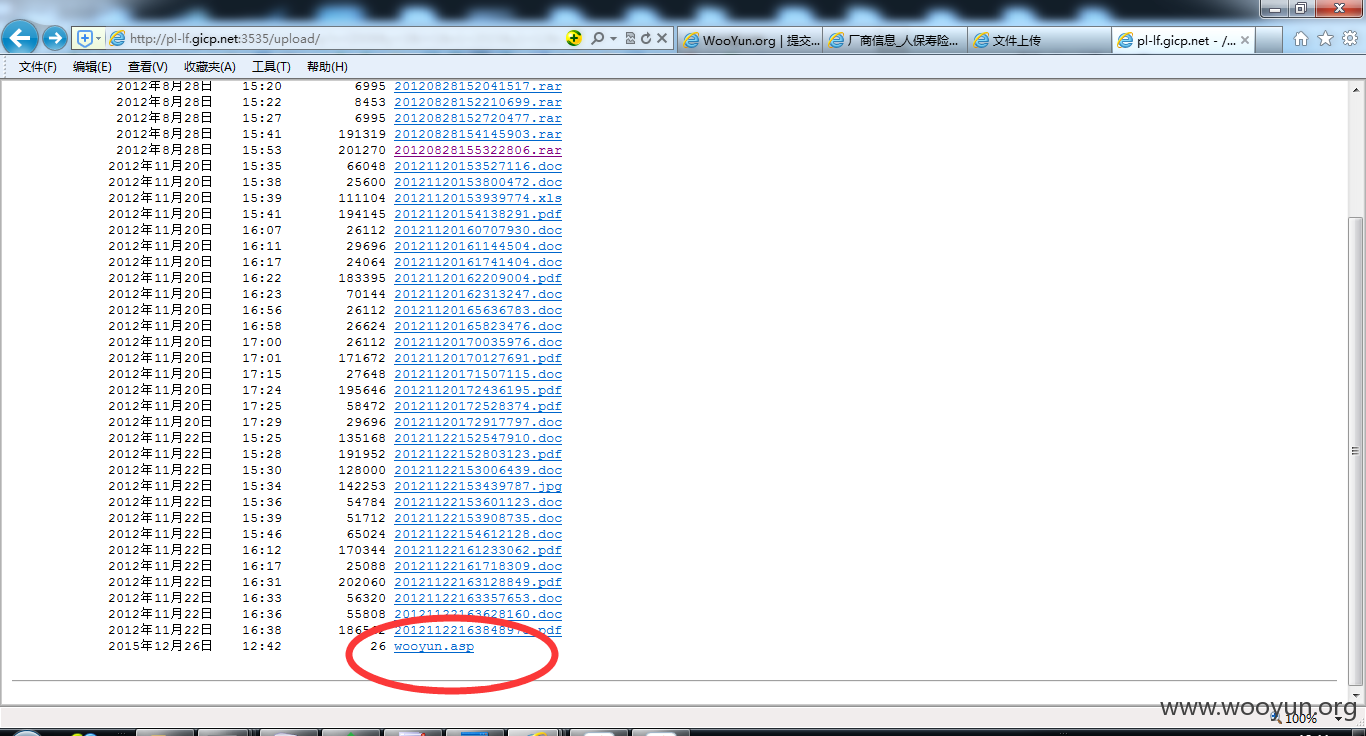 http://pl-lf.gicp.net:3535/upload/
WooYun.org | 提交...
厂商信息_人保寿险...
文件上传
pl-lf.gicp.net - /...
文件(F) 编辑(E) 查看(V) 收藏夹(A) 工具(T) 帮助(H)
2012年8月28日 15:20 6995 20120828152041517.rar
2012年8月28日 15:22 8453 20120828152210699.rar
2012年8月28日 15:27 6995 20120828152720477.rar
2012年8月28日 15:41 191319 20120828154145903.rar
2012年8月28日 15:53 201270 20120828155322806.rar
2012年11月20日 15:35 66048 20121120153527116.doc
2012年11月20日 15:38 25600 20121120153800472.doc
2012年11月20日 15:39 111104 20121120153939774.xls
2012年11月20日 15:41 194145 20121120154138291.pdf
2012年11月20日 16:07 26112 20121120160707930.doc
2012年11月20日 16:11 29696 20121120161144504.doc
2012年11月20日 16:17 24064 20121120161741404.doc
2012年11月20日 16:22 183395 20121120162209004.pdf
2012年11月20日 16:23 70144 20121120162313247.doc
2012年11月20日 16:56 26112 20121120165636783.doc
2012年11月20日 16:58 26624 20121120165823476.doc
2012年11月20日 17:00 26112 20121120170035976.doc
2012年11月20日 17:01 171672 20121120170127691.pdf
2012年11月20日 17:15 27648 20121120171507115.doc
2012年11月20日 17:24 195646 20121120172436195.pdf
2012年11月20日 17:25 58472 20121120172528374.pdf
2012年11月20日 17:29 29696 20121120172917797.doc
2012年11月22日 15:25 135168 20121122152547910.doc
2012年11月22日 15:28 191952 20121122152803123.pdf
2012年11月22日 15:30 128000 20121122153006439.doc
2012年11月22日 15:34 142253 20121122153439787.jpg
2012年11月22日 15:36 54784 20121122153601123.doc
2012年11月22日 15:39 51712 20121122153908735.doc
2012年11月22日 15:46 65024 20121122154612128.doc
2012年11月22日 16:12 170344 20121122161233062.pdf
2012年11月22日 16:17 25088 20121122161718309.doc
2012年11月22日 16:31 202060 20121122163128849.pdf
2012年11月22日 16:33 56320 20121122163357653.doc
2012年11月22日 16:36 55808 20121122163628160.doc
2012年11月22日 16:38
2015年12月26日 12:42 26 wooyun.asp
www.wooyun.org
100%